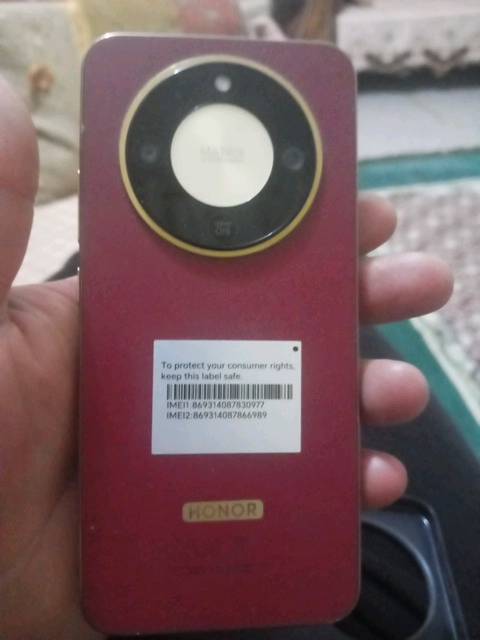 To protect your consumer rights,
keep this label safe.
IMEI1:869314087830977
IMEI2:869314087866989
HONOR